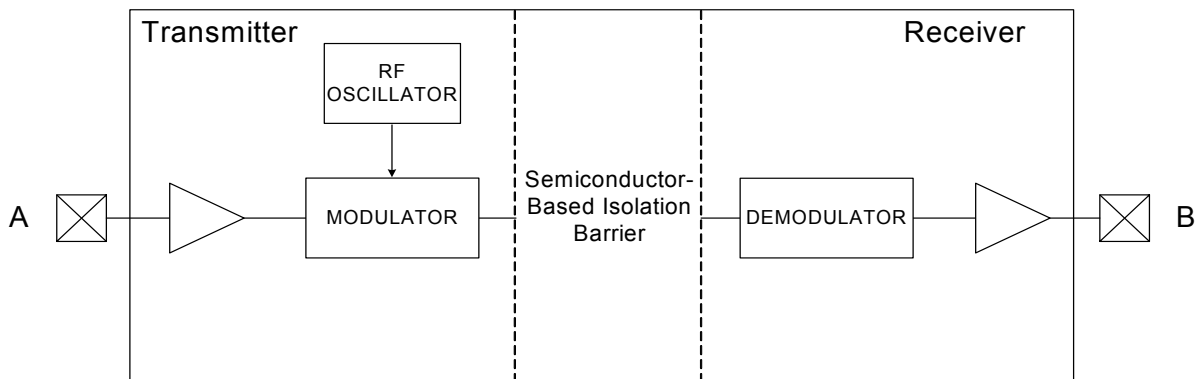 Transmitter
Receiver
RF
OSCILLATOR
A
MODULATOR
Semiconductor-
Based Isolation
Barrier
DEMODULATOR
B